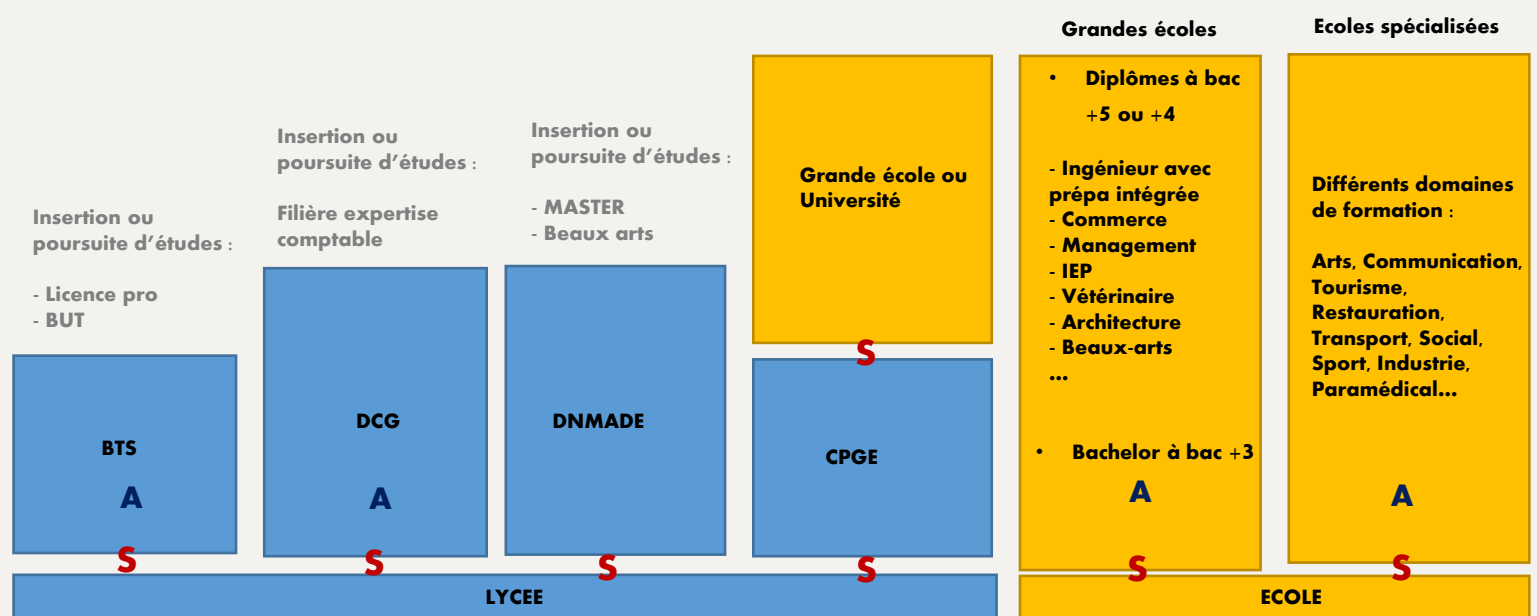 Grandes écoles
Ecoles spécialisées
Insertion ou
poursuite d'études :
- Licence pro
- BUT
BTS
A
S
Insertion ou
poursuite d'études :
Filière expertise
comptable
DCG
A
S
Insertion ou
poursuite d'études :
- MASTER
- Beaux arts
DNMADE
S
Grande école ou
Université
S
CPGE
S
• Diplômes à bac
+5 ou +4
- Ingénieur avec
prépa intégrée
- Commerce
- Management
- IEP
- Vétérinaire
- Architecture
- Beaux-arts
...
• Bachelor à bac +3
A
S
Différents domaines
de formation :
Arts, Communication,
Tourisme,
Restauration,
Transport, Social,
Sport, Industrie,
Paramédical...
A
S
LYCEE
ECOLE